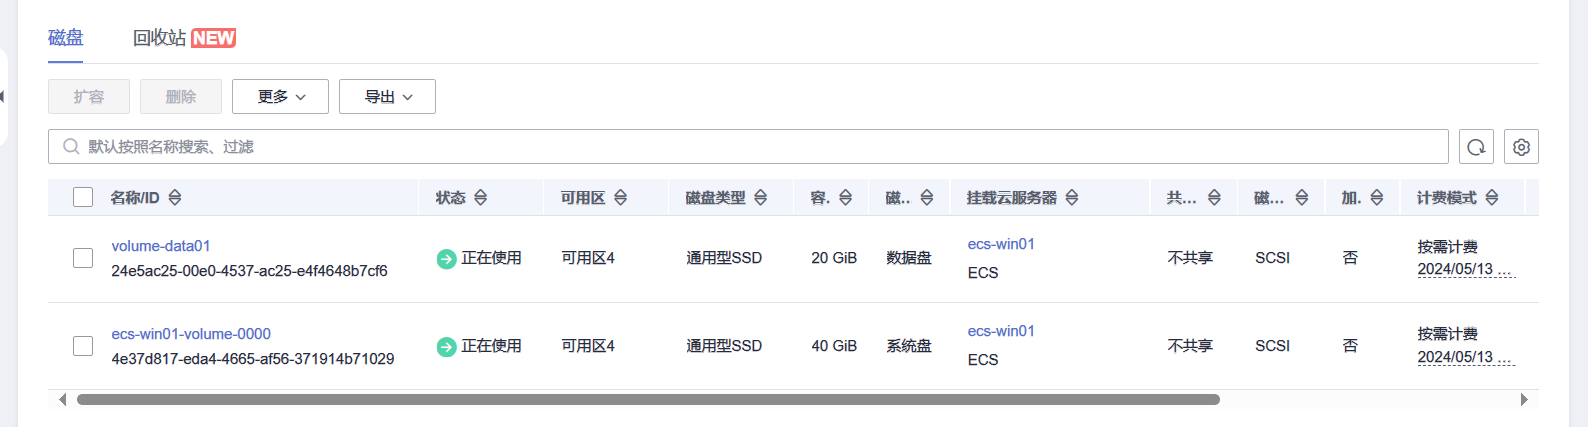 磁盘 回收站 NEW
扩容 删除 更多 导出
默认按照名称搜索、过滤
名称/ID 状态 可用区 磁盘类型 容. 磁... 挂载云服务器 共... 磁... 加. 计费模式
volume-data01
24e5ac25-00e0-4537-ac25-e4f4648b7cf6
正在使用 可用区4 通用型SSD 20 GiB 数据盘
ecs-win01
ECS
不共享 SCSI 否
按需计费
2024/05/13 ...
ecs-win01-volume-0000
4e37d817-eda4-4665-af56-371914b71029
正在使用 可用区4 通用型SSD 40 GiB 系统盘
ecs-win01
ECS
不共享 SCSI 否
按需计费
2024/05/13 ...